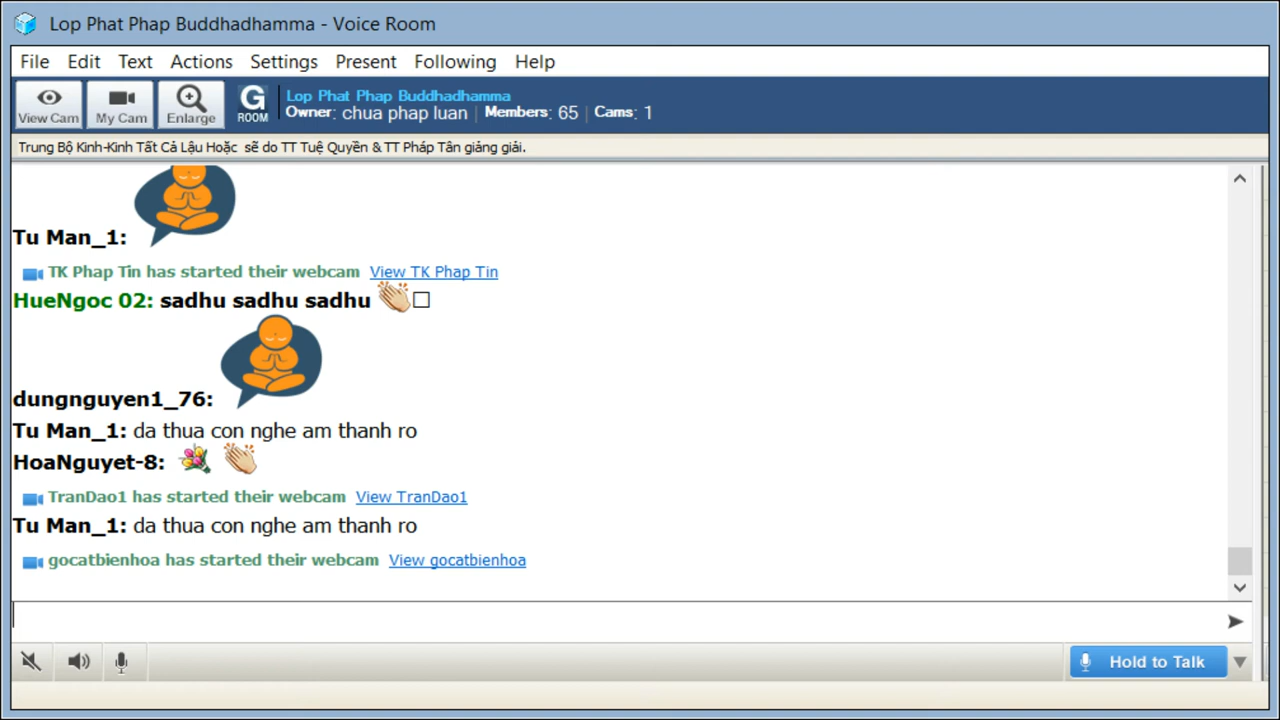 Lop Phat Phap Buddhadhamma - Voice Room
File Edit Text Actions Settings Present Following Help
View Cam My Cam Enlarge G ROOM Lop Phat Phap Buddhadhamma
Owner: chua phap luan | Members: 65 | Cams: 1
Trung Bộ Kinh-Kinh Tất Cả Lậu Hoặc sẽ do TT Tuệ Quyền & TT Pháp Tân giảng giải.
Tu Man_1:
TK Phap Tin has started their webcam View TK Phap Tin
HueNgoc 02: sadhu sadhu sadhu
dungnguyen1_76:
Tu Man_1: da thua con nghe am thanh ro
HoaNguyet-8:
TranDao1 has started their webcam View TranDao1
Tu Man_1: da thua con nghe am thanh ro
gocatbienhoa has started their webcam View gocatbienhoa
Hold to Talk